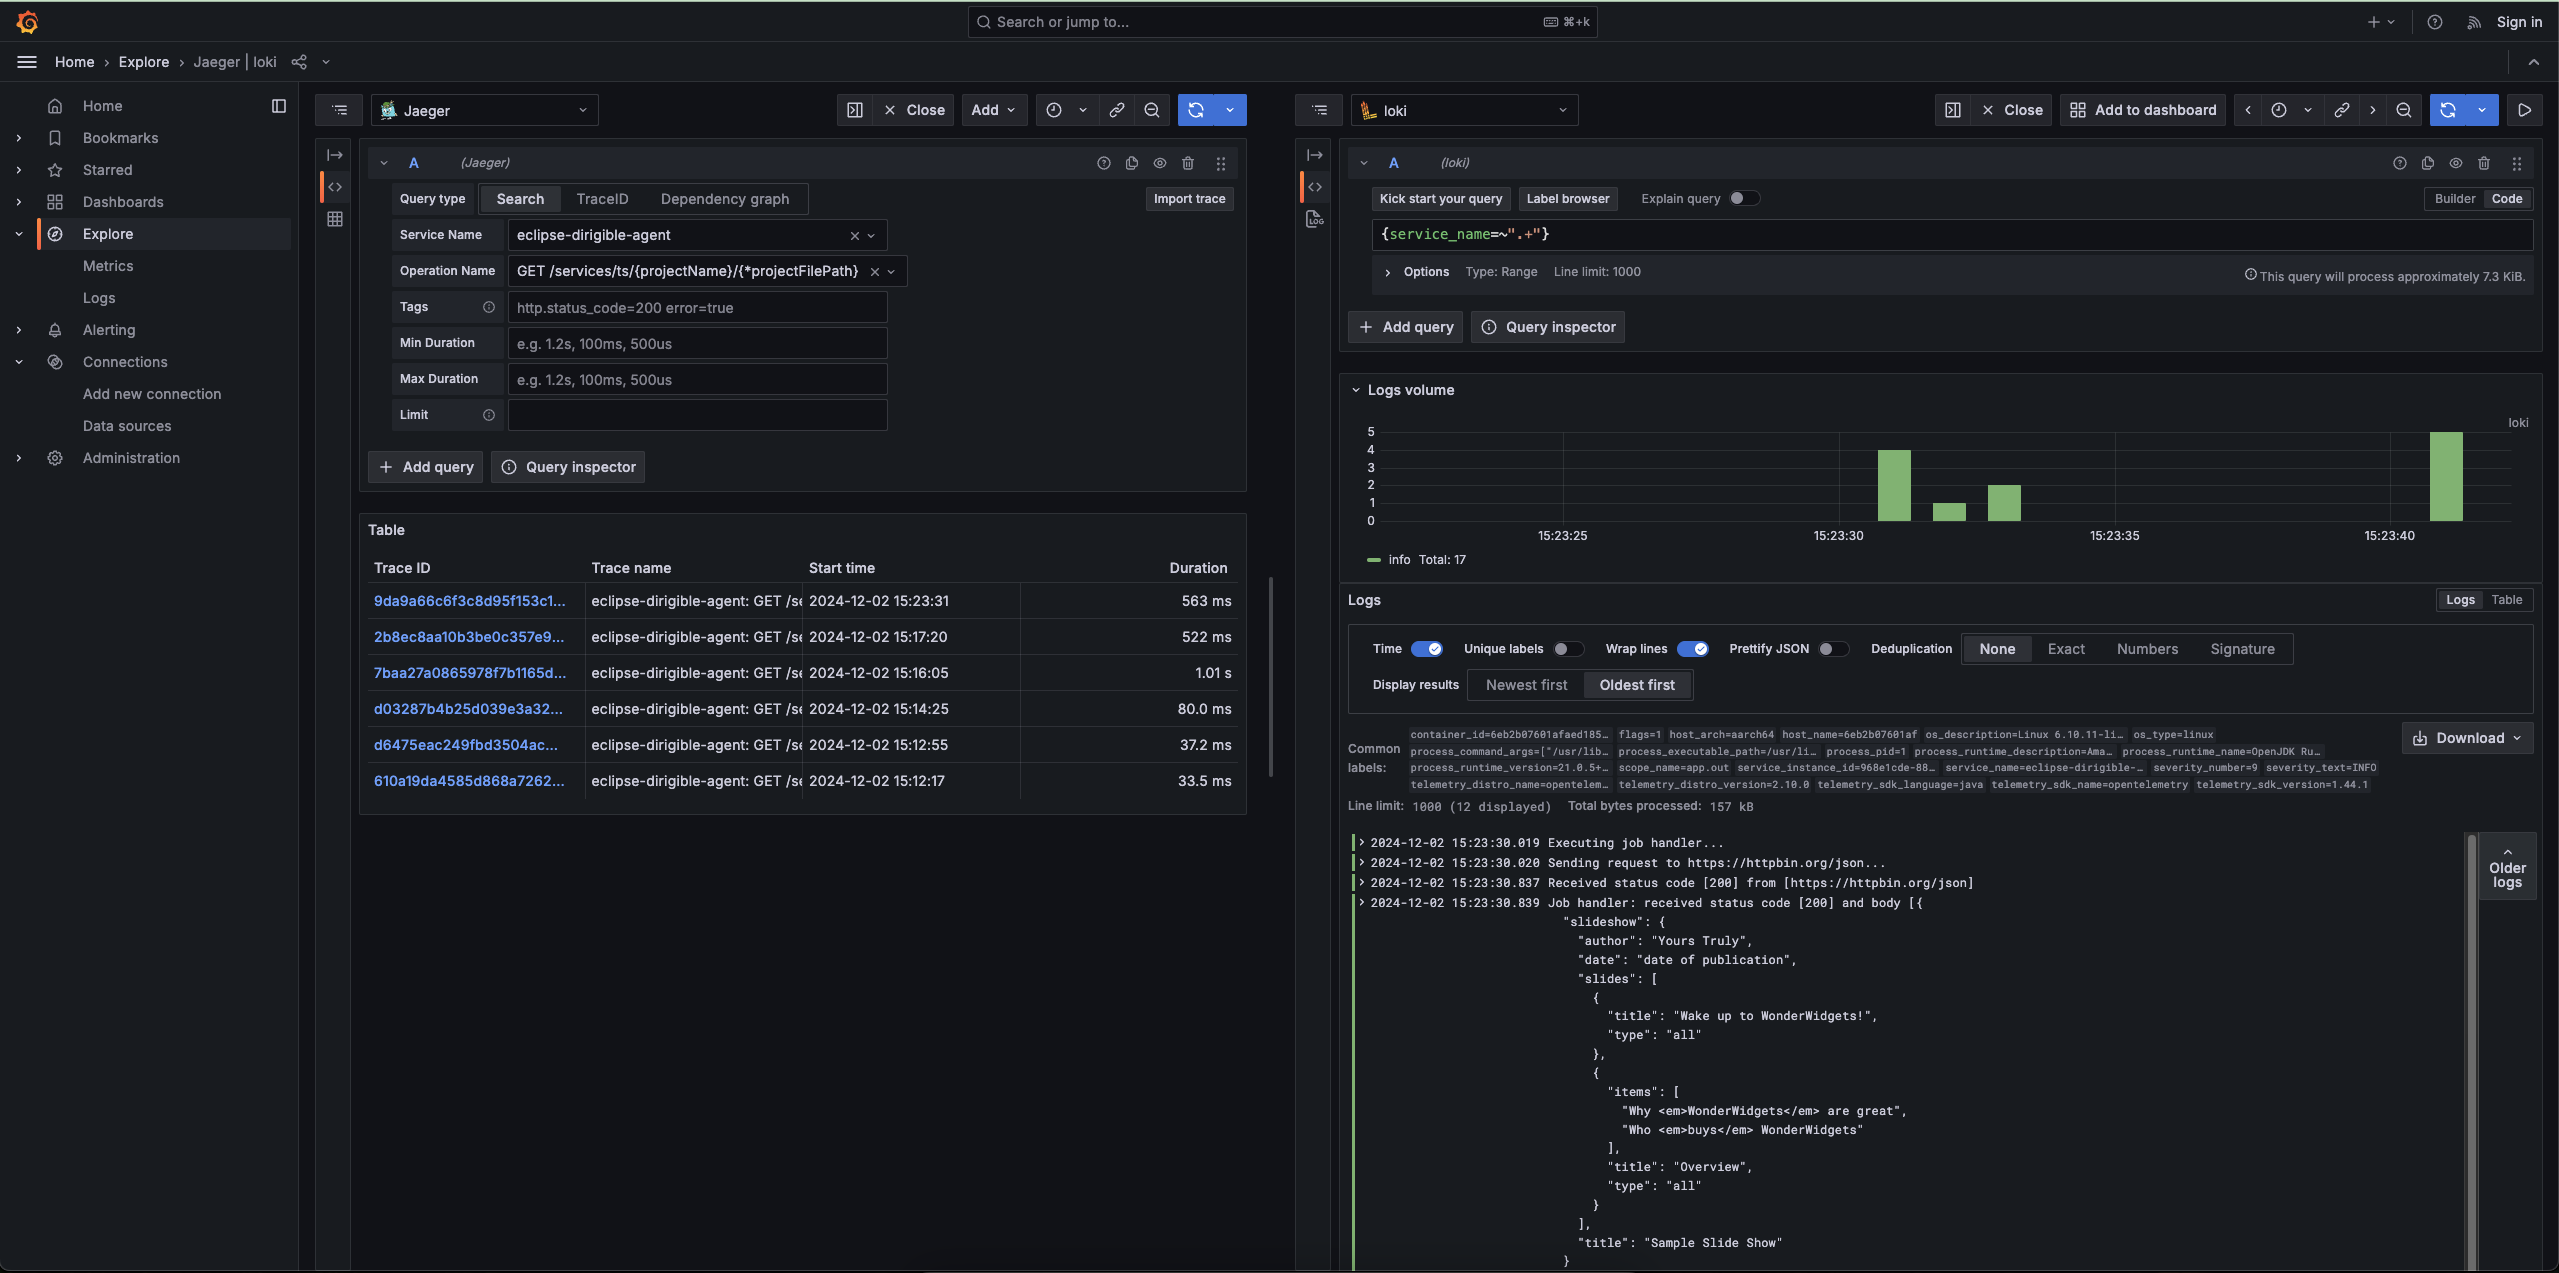 Search or jump to...
⌘+k
Sign in
Home › Explore › Jaeger | loki
Home
Bookmarks
Starred
Dashboards
Explore
Metrics
Logs
Alerting
Connections
Add new connection
Data sources
Administration
Jaeger
Close
Add
A (Jaeger)
Query type Search TraceID Dependency graph Import trace
Service Name eclipse-dirigible-agent
Operation Name GET /services/ts/{projectName}/{*projectFilePath}
Tags http.status_code=200 error=true
Min Duration e.g. 1.2s, 100ms, 500us
Max Duration e.g. 1.2s, 100ms, 500us
Limit
+ Add query Query inspector
Table
Trace ID Trace name Start time Duration
9da9a66c6f3c8d95f153c1... eclipse-dirigible-agent: GET /se 2024-12-02 15:23:31 563 ms
2b8ec8aa10b3be0c357e9... eclipse-dirigible-agent: GET /se 2024-12-02 15:17:20 522 ms
7baa27a0865978f7b1165d... eclipse-dirigible-agent: GET /se 2024-12-02 15:16:05 1.01 s
d03287b4b25d039e3a32... eclipse-dirigible-agent: GET /se 2024-12-02 15:14:25 80.0 ms
d6475eac249fbd3504ac... eclipse-dirigible-agent: GET /se 2024-12-02 15:12:55 37.2 ms
610a19da4585d868a7262... eclipse-dirigible-agent: GET /se 2024-12-02 15:12:17 33.5 ms
loki
Close
Add to dashboard
A (loki)
Kick start your query Label browser Explain query Builder Code
{service_name=~".+"}
Options Type: Range Line limit: 1000 This query will process approximately 7.3 KiB.
+ Add query Query inspector
Logs volume
loki
5
4
3
2
1
0
15:23:25 15:23:30 15:23:35 15:23:40
info Total: 17
Logs
Logs Table
Time Unique labels Wrap lines Prettify JSON Deduplication None Exact Numbers Signature
Display results Newest first Oldest first
Common labels:
container_id=6eb2b07601afaed185… flags=1 host_arch=aarch64 host_name=6eb2b07601af os_description=Linux 6.10.11-li… os_type=linux
process_command_args=["/usr/lib… process_executable_path=/usr/li… process_pid=1 process_runtime_description=Ama… process_runtime_name=OpenJDK Ru…
process_runtime_version=21.0.5+… scope_name=app.out service_instance_id=968e1cde-88… service_name=eclipse-dirigible-… severity_number=9 severity_text=INFO
telemetry_distro_name=opentelem… telemetry_distro_version=2.10.0 telemetry_sdk_language=java telemetry_sdk_name=opentelemetry telemetry_sdk_version=1.44.1
Download
Line limit: 1000 (12 displayed) Total bytes processed: 157 kB
2024-12-02 15:23:30.019 Executing job handler...
2024-12-02 15:23:30.020 Sending request to https://httpbin.org/json...
2024-12-02 15:23:30.837 Received status code [200] from [https://httpbin.org/json]
2024-12-02 15:23:30.839 Job handler: received status code [200] and body [{
"slideshow": {
"author": "Yours Truly",
"date": "date of publication",
"slides": [
{
"title": "Wake up to WonderWidgets!",
"type": "all"
},
{
"items": [
"Why <em>WonderWidgets</em> are great",
"Who <em>buys</em> WonderWidgets"
],
"title": "Overview",
"type": "all"
}
],
"title": "Sample Slide Show"
}
Older
logs